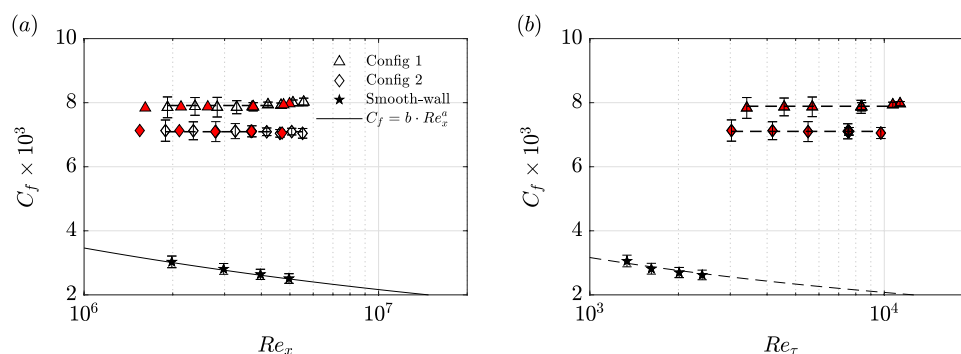 (a)
10
8
6
4
2
C_f × 10^3
10^6
10^7
Re_x
Config 1
Config 2
Smooth-wall
C_f = b · Re_x^a
(b)
10
8
6
4
2
C_f × 10^3
10^3
10^4
Re_τ